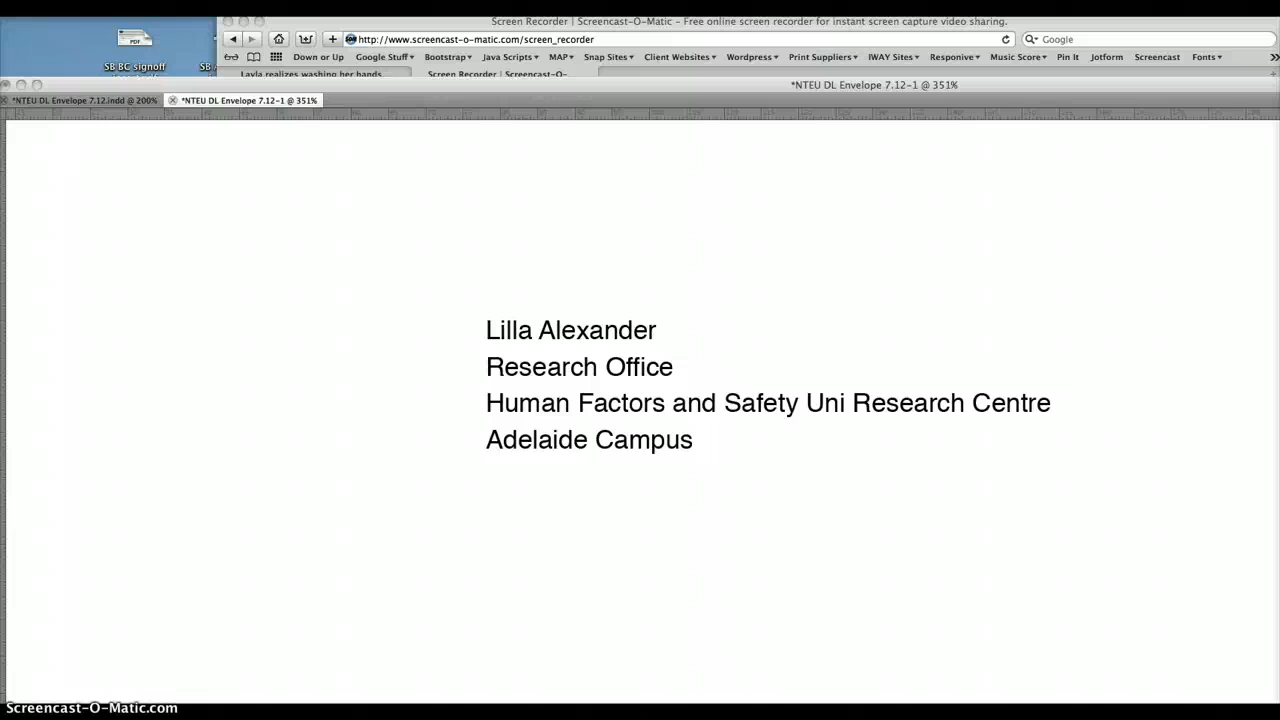 Screen Recorder | Screencast-O-Matic - Free online screen recorder for instant screen capture video sharing.
PDF
http://www.screencast-o-matic.com/screen_recorder
Google
SB BC signoff
Down or Up Google Stuff Bootstrap Java Scripts MAP Snap Sites Client Websites Wordpress Print Suppliers IWAY Sites Responsive Music Score Pin It Jotform Screencast Fonts
Layla realizes washing her hands
Screen Recorder | Screencast-O-
*NTEU DL Envelope 7.12-1 @ 351%
*NTEU DL Envelope 7.12.indd @ 200%
*NTEU DL Envelope 7.12-1 @ 351%
Lilla Alexander
Research Office
Human Factors and Safety Uni Research Centre
Adelaide Campus
Screencast-O-Matic.com